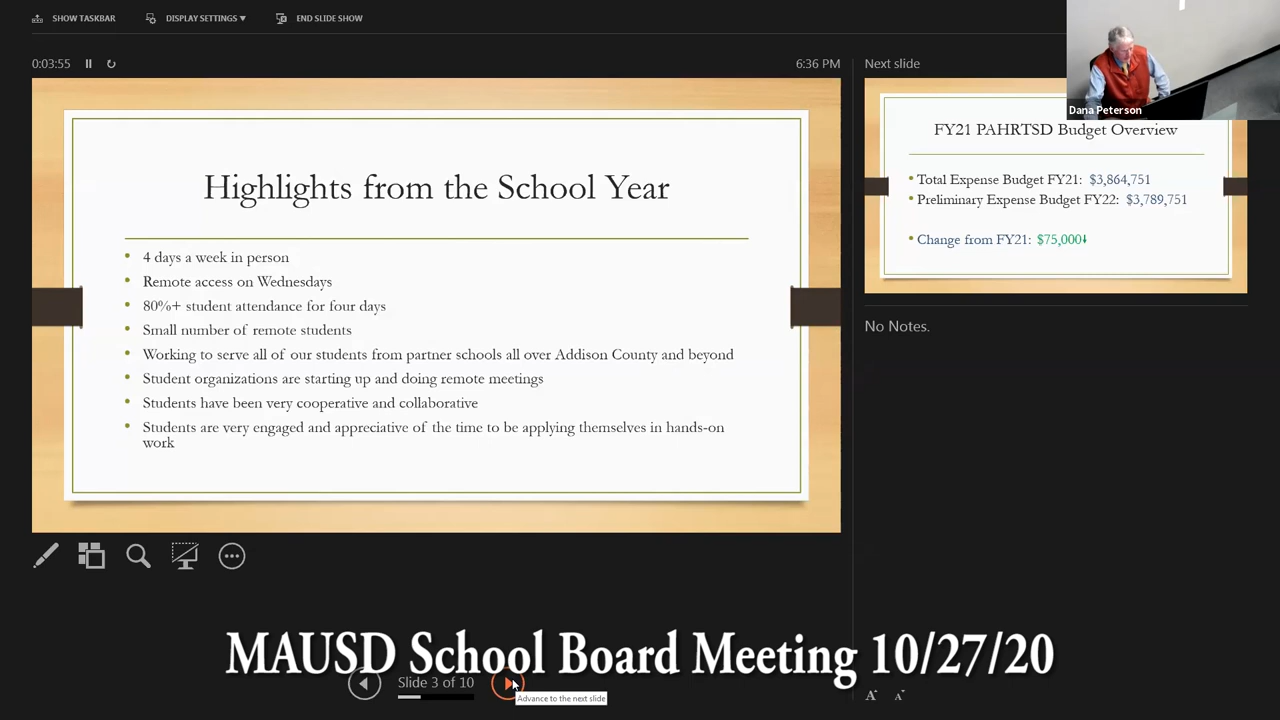 SHOW TASKBAR
DISPLAY SETTINGS ▼
END SLIDE SHOW
0:03:55
6:36 PM
Highlights from the School Year
• 4 days a week in person
• Remote access on Wednesdays
• 80%+ student attendance for four days
• Small number of remote students
• Working to serve all of our students from partner schools all over Addison County and beyond
• Student organizations are starting up and doing remote meetings
• Students have been very cooperative and collaborative
• Students are very engaged and appreciative of the time to be applying themselves in hands-on
work
Next slide
Dana Peterson
FY21 PAHRTSD Budget Overview
• Total Expense Budget FY21: $3,864,751
• Preliminary Expense Budget FY22: $3,789,751
• Change from FY21: $75,000⬇
No Notes.
MAUSD School Board Meeting 10/27/20
Slide 3 of 10
Advance to the next slide
A A